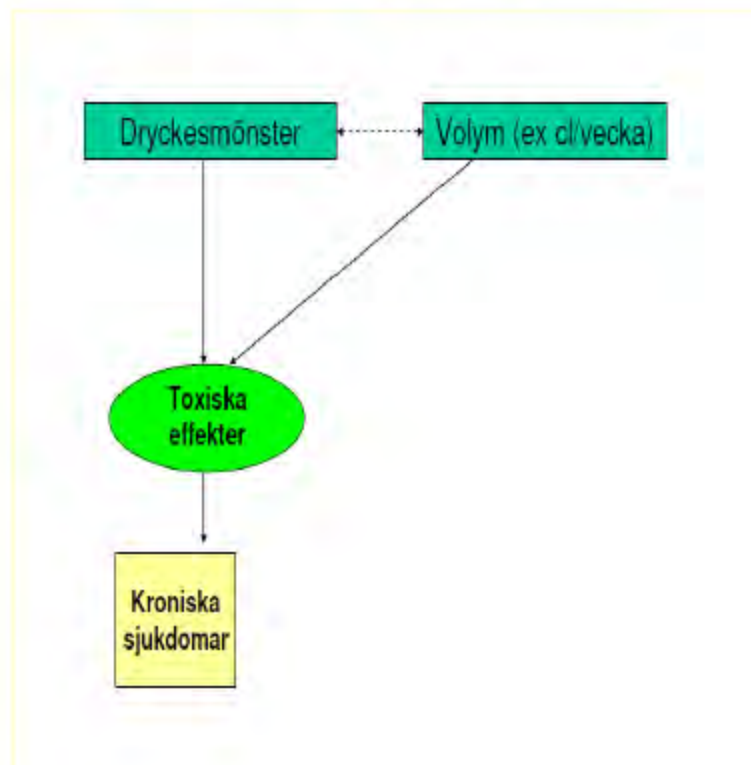 Dryckesmönster
Volym (ex cl/vecka)
Toxiska
effekter
Kroniska
sjukdomar